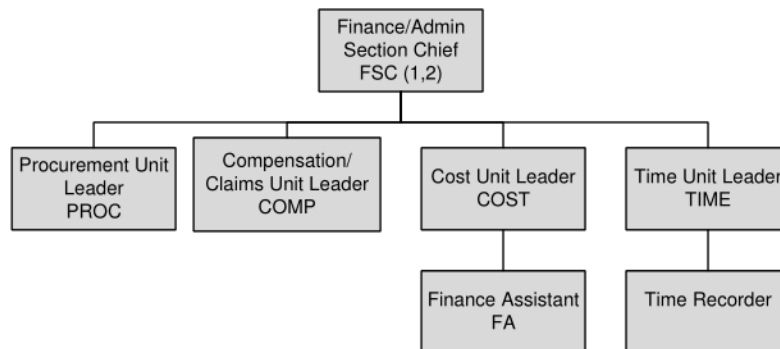 Finance/Admin
Section Chief
FSC (1,2)
Procurement Unit
Leader
PROC
Compensation/
Claims Unit Leader
COMP
Cost Unit Leader
COST
Time Unit Leader
TIME
Finance Assistant
FA
Time Recorder